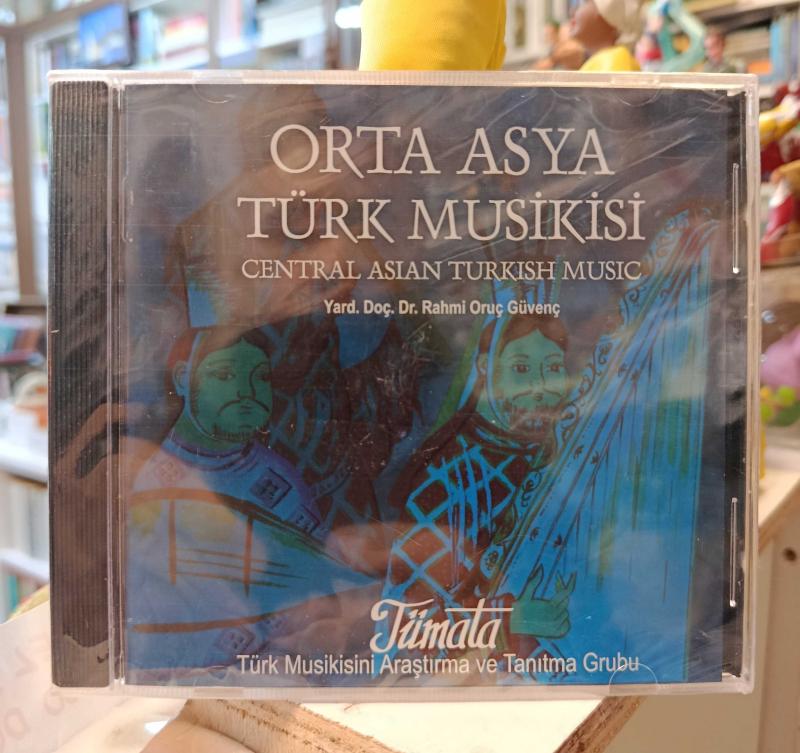 ORTA ASYA
TÜRK MUSİKİSİ
CENTRAL ASIAN TURKISH MUSIC
Yard. Doç. Dr. Rahmi Oruç Güvenç
Tümata
Türk Musikisini Araştırma ve Tanıtma Grubu